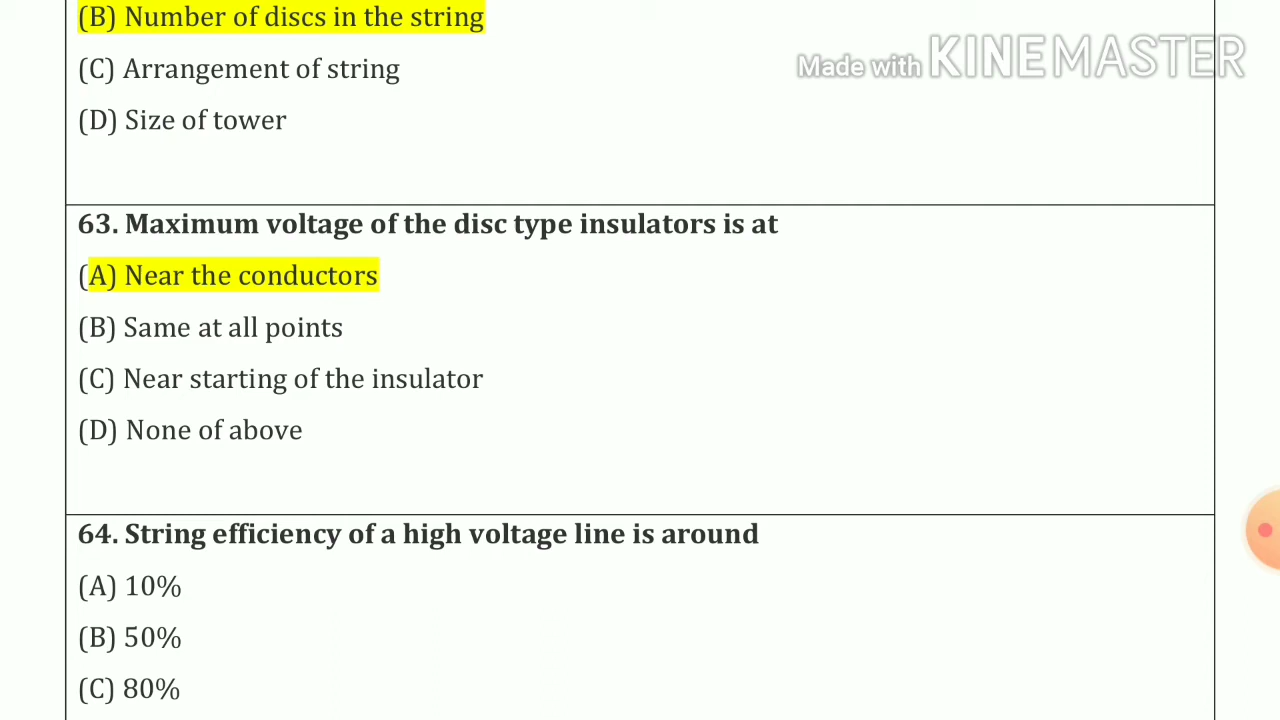 (B) Number of discs in the string
Made with KINEMASTER
(C) Arrangement of string
(D) Size of tower
63. Maximum voltage of the disc type insulators is at
(A) Near the conductors
(B) Same at all points
(C) Near starting of the insulator
(D) None of above
64. String efficiency of a high voltage line is around
(A) 10%
(B) 50%
(C) 80%